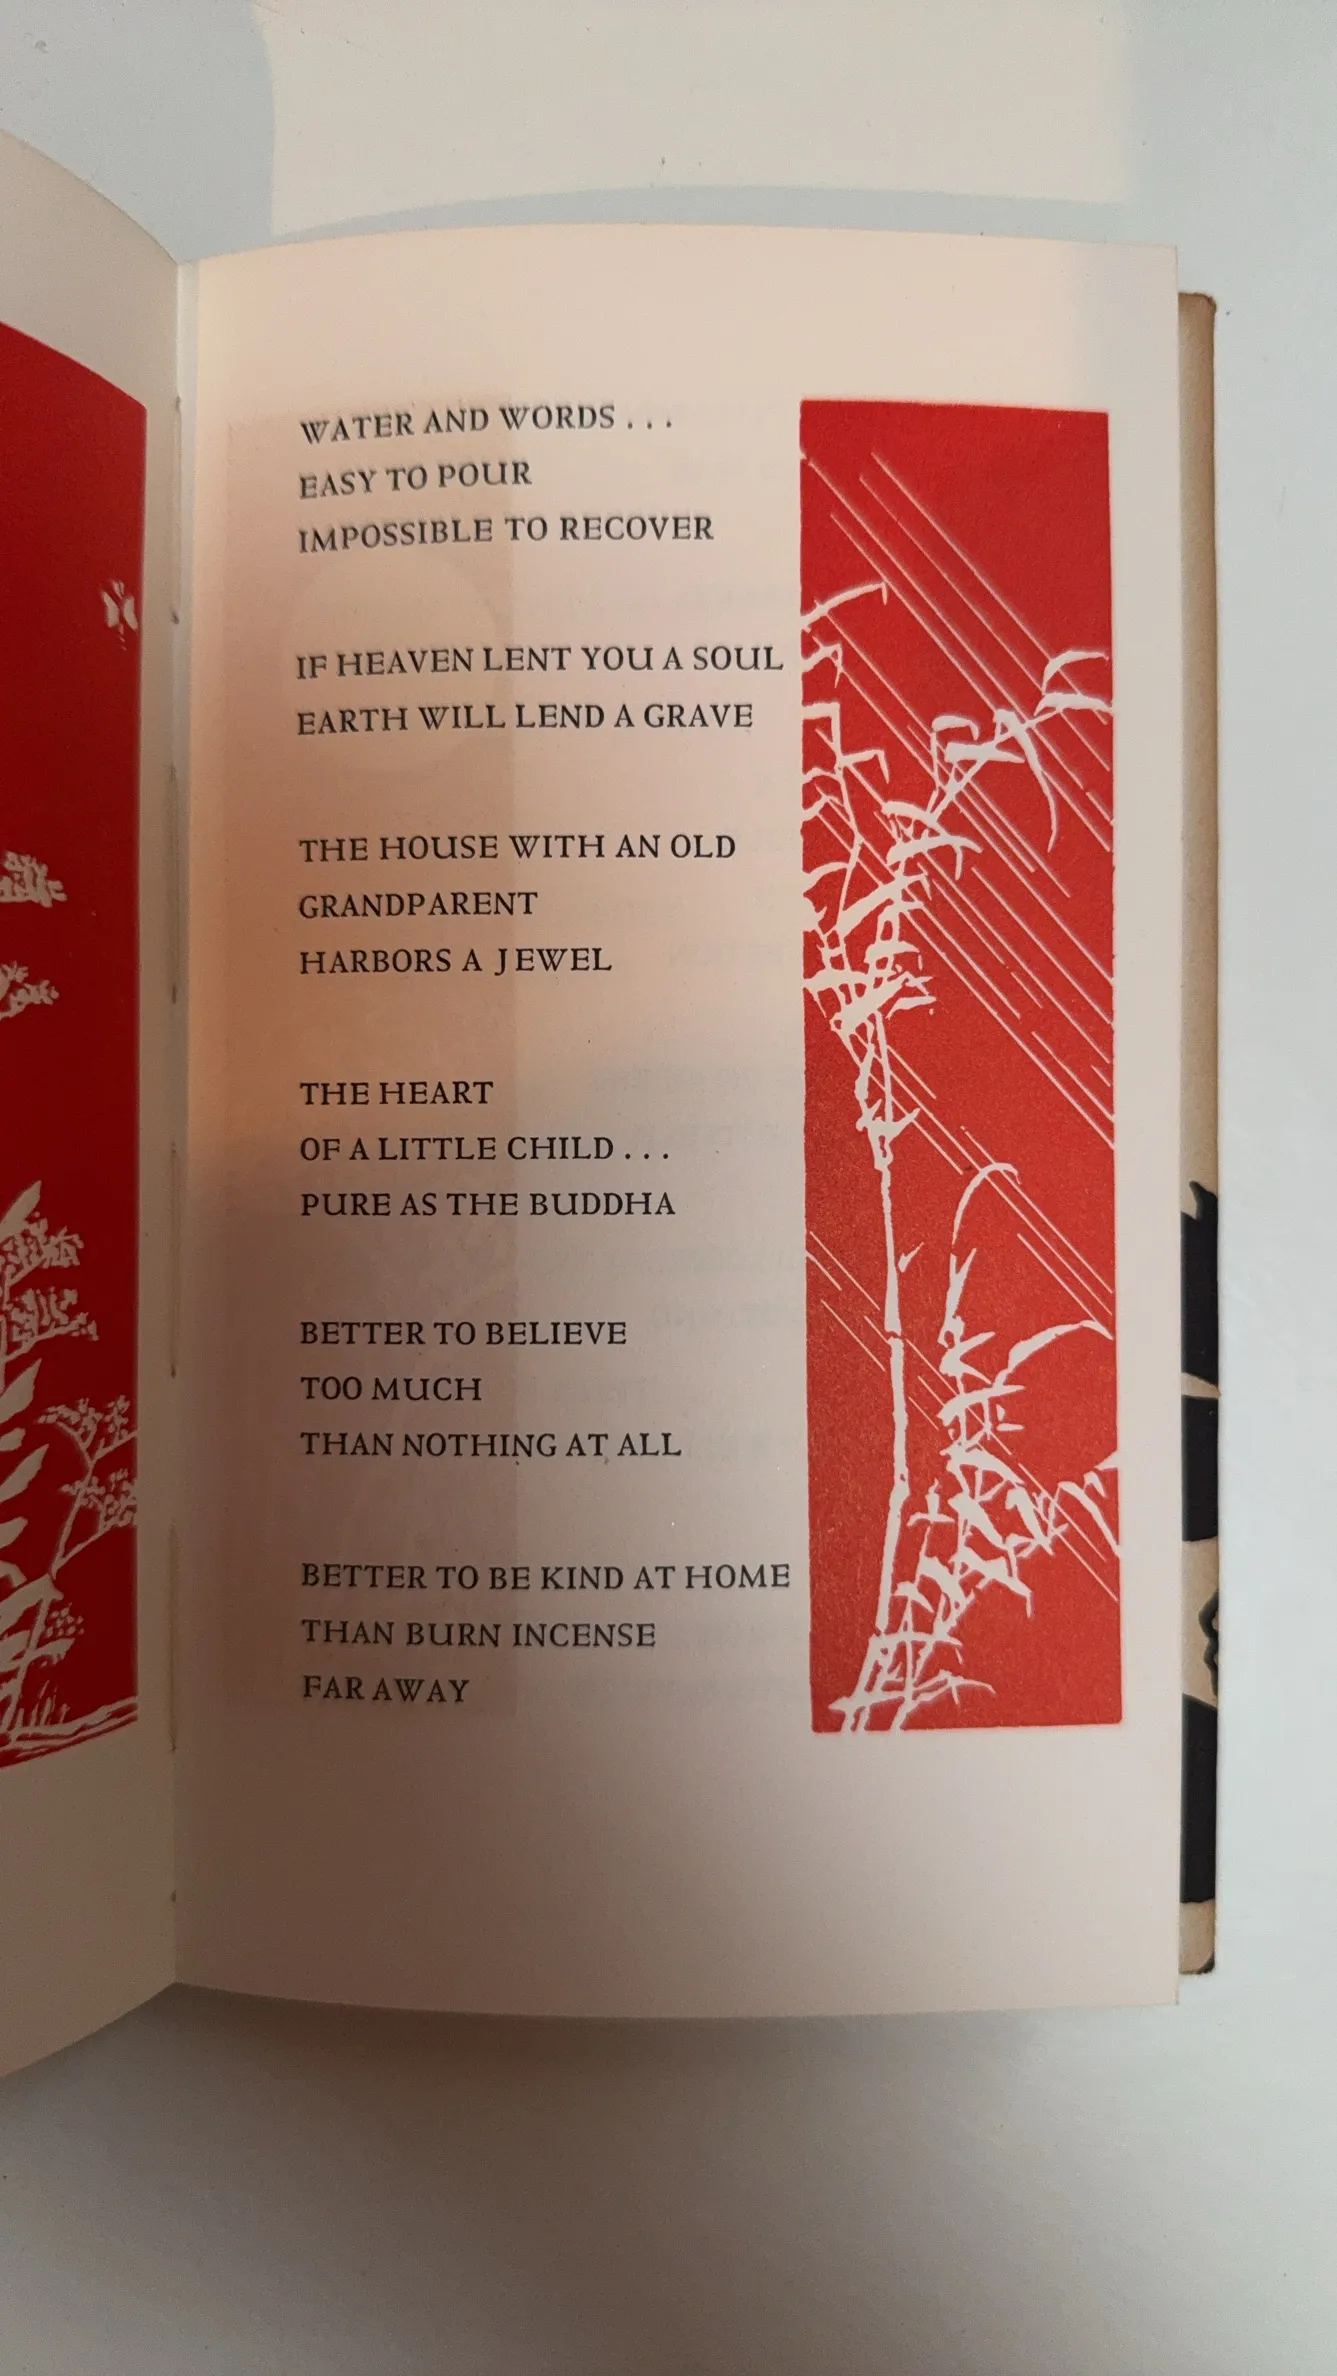 WATER AND WORDS . . .
EASY TO POUR
IMPOSSIBLE TO RECOVER
IF HEAVEN LENT YOU A SOUL
EARTH WILL LEND A GRAVE
THE HOUSE WITH AN OLD
GRANDPARENT
HARBORS A JEWEL
THE HEART
OF A LITTLE CHILD . . .
PURE AS THE BUDDHA
BETTER TO BELIEVE
TOO MUCH
THAN NOTHING AT ALL
BETTER TO BE KIND AT HOME
THAN BURN INCENSE
FAR AWAY